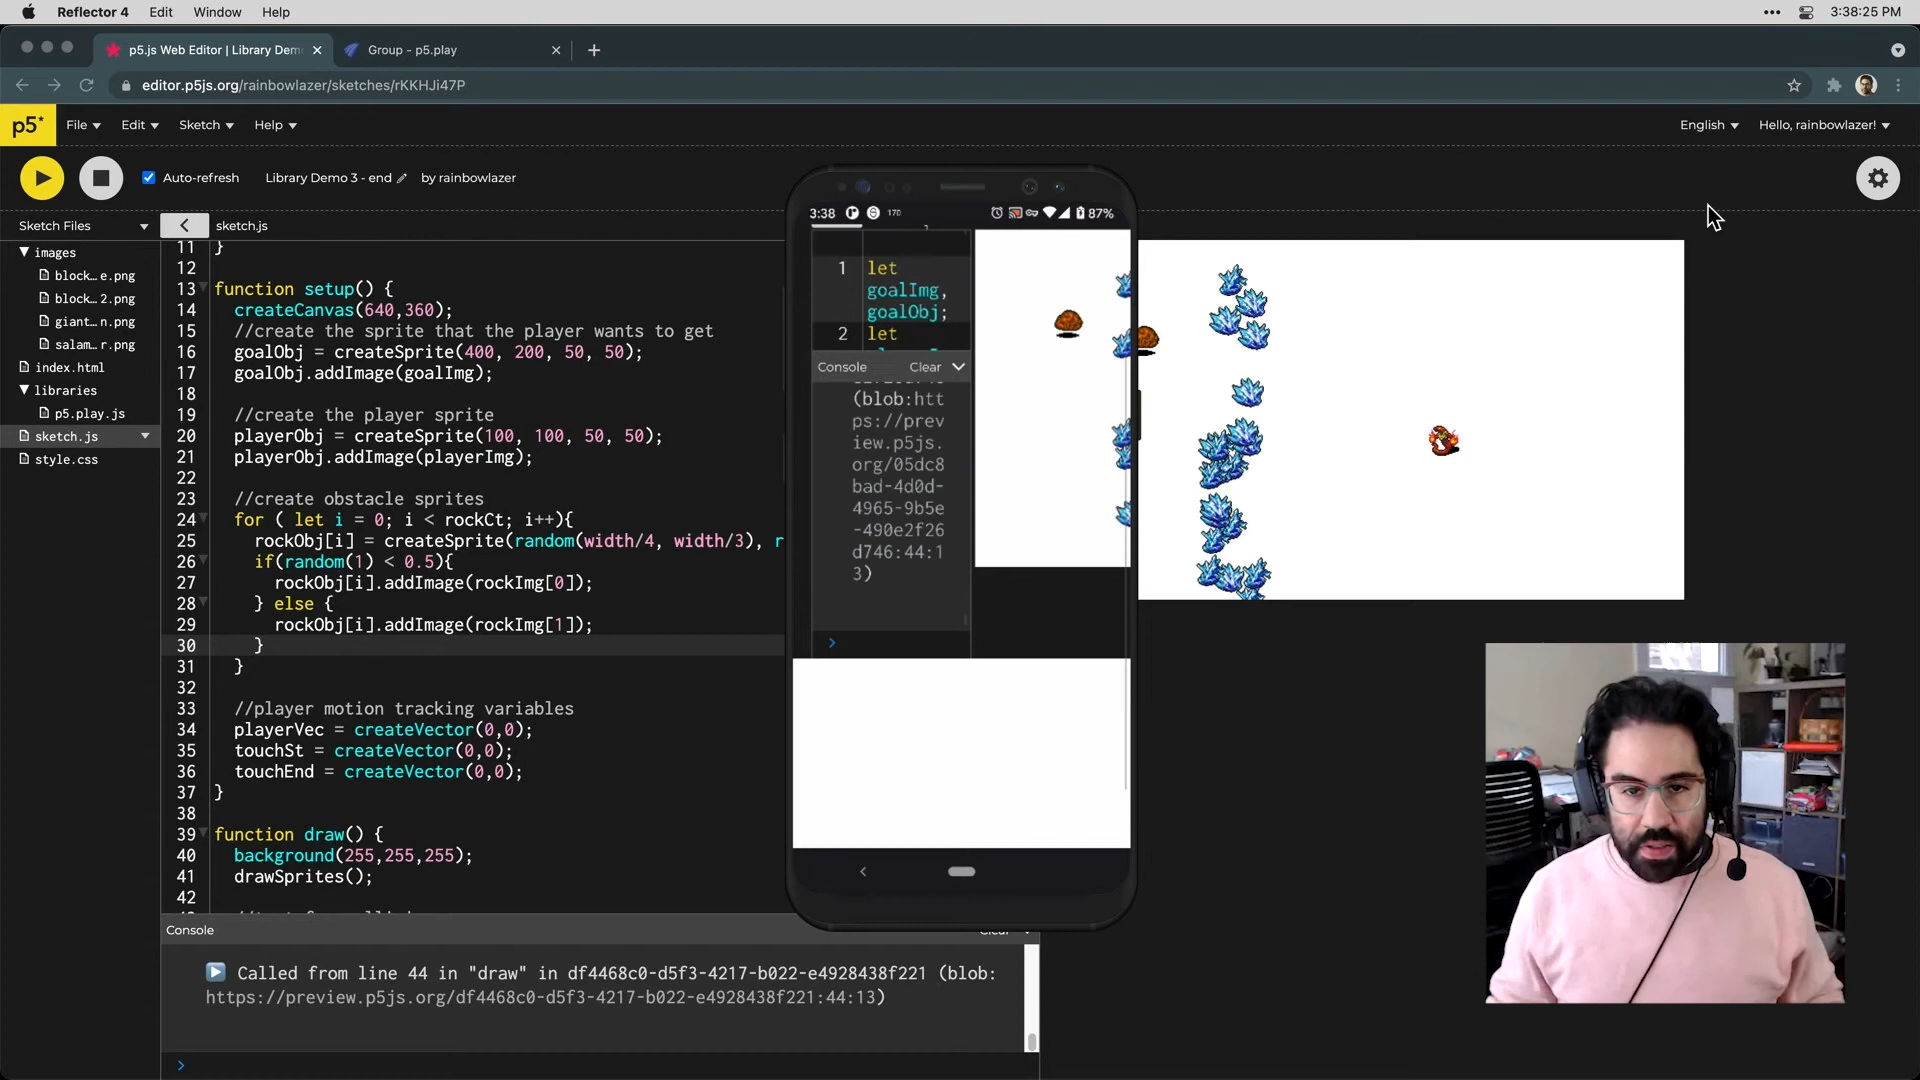 Reflector 4 Edit Window Help
3:38:25 PM
p5.js Web Editor | Library Dem
Group - p5.play
editor.p5js.org/rainbowlazer/sketches/rKKHJi47P
p5*
File Edit Sketch Help
English Hello, rainbowlazer!
Auto-refresh Library Demo 3 - end by rainbowlazer
Sketch Files
sketch.js
images
block...e.png
block...2.png
giant...n.png
salam...r.png
index.html
libraries
p5.play.js
sketch.js
style.css
11 }
12
13 function setup() {
14 createCanvas(640,360);
15 //create the sprite that the player wants to get
16 goalObj = createSprite(400, 200, 50, 50);
17 goalObj.addImage(goalImg);
18
19 //create the player sprite
20 playerObj = createSprite(100, 100, 50, 50);
21 playerObj.addImage(playerImg);
22
23 //create obstacle sprites
24 for ( let i = 0; i < rockCt; i++){
25 rockObj[i] = createSprite(random(width/4, width/3), r
26 if(random(1) < 0.5){
27 rockObj[i].addImage(rockImg[0]);
28 } else {
29 rockObj[i].addImage(rockImg[1]);
30 }
31 }
32
33 //player motion tracking variables
34 playerVec = createVector(0,0);
35 touchSt = createVector(0,0);
36 touchEnd = createVector(0,0);
37 }
38
39 function draw() {
40 background(255,255,255);
41 drawSprites();
42
Console
Called from line 44 in "draw" in df4468c0-d5f3-4217-b022-e4928438f221 (blob:
https://preview.p5js.org/df4468c0-d5f3-4217-b022-e4928438f221:44:13)
>
3:38
87%
1 let
goalImg,
goalObj;
2 let
Console Clear
(blob:htt
ps://prev
iew.p5js.
org/05dc8
bad-4d0d-
4965-9b5e
-490e2f26
d746:44:1
3)
>